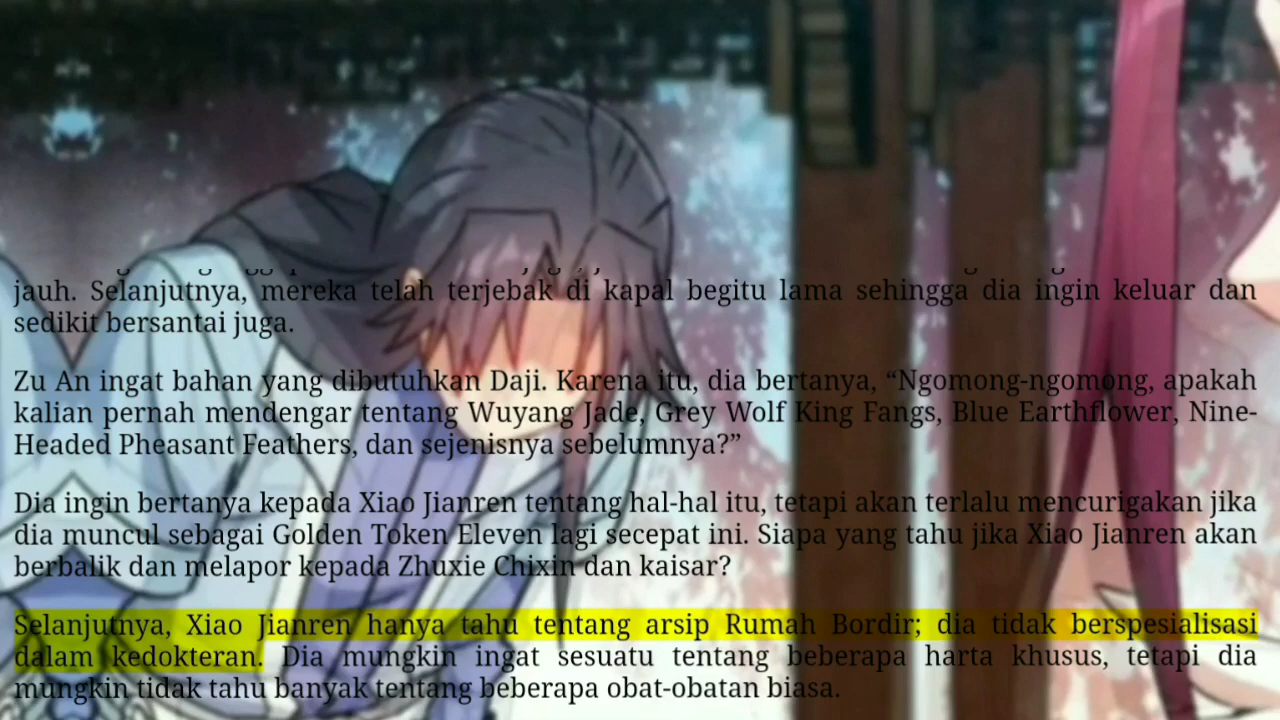 jauh. Selanjutnya, mereka telah terjebak di kapal begitu lama sehingga dia ingin keluar dan
sedikit bersantai juga.
Zu An ingat bahan yang dibutuhkan Daji. Karena itu, dia bertanya, “Ngomong-ngomong, apakah
kalian pernah mendengar tentang Wuyang Jade, Grey Wolf King Fangs, Blue Earthflower, Nine-
Headed Pheasant Feathers, dan sejenisnya sebelumnya?”
Dia ingin bertanya kepada Xiao Jianren tentang hal-hal itu, tetapi akan terlalu mencurigakan jika
dia muncul sebagai Golden Token Eleven lagi secepat ini. Siapa yang tahu jika Xiao Jianren akan
berbalik dan melapor kepada Zhuxie Chixin dan kaisar?
Selanjutnya, Xiao Jianren hanya tahu tentang arsip Rumah Bordir; dia tidak berspesialisasi
dalam kedokteran. Dia mungkin ingat sesuatu tentang beberapa harta khusus, tetapi dia
mungkin tidak tahu banyak tentang beberapa obat-obatan biasa.